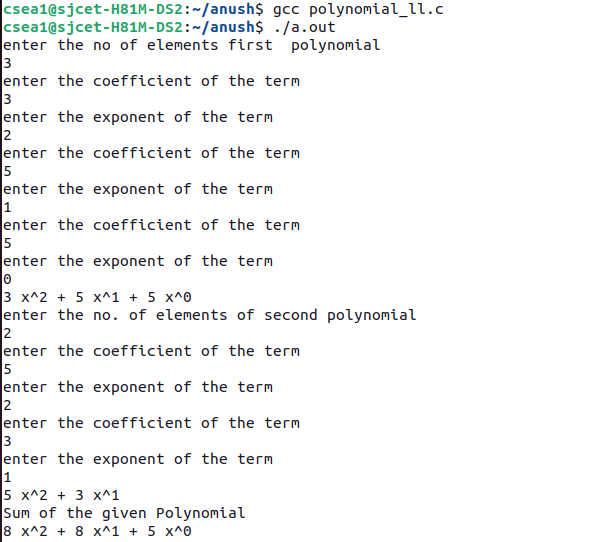 csea1@sjcet-H81M-DS2:~/anush$ gcc polynomial_ll.c
csea1@sjcet-H81M-DS2:~/anush$ ./a.out
enter the no of elements first  polynomial
3
enter the coefficient of the term
3
enter the exponent of the term
2
enter the coefficient of the term
5
enter the exponent of the term
1
enter the coefficient of the term
5
enter the exponent of the term
0
3 x^2 + 5 x^1 + 5 x^0
enter the no. of elements of second polynomial
2
enter the coefficient of the term
5
enter the exponent of the term
2
enter the coefficient of the term
3
enter the exponent of the term
1
5 x^2 + 3 x^1
Sum of the given Polynomial
8 x^2 + 8 x^1 + 5 x^0